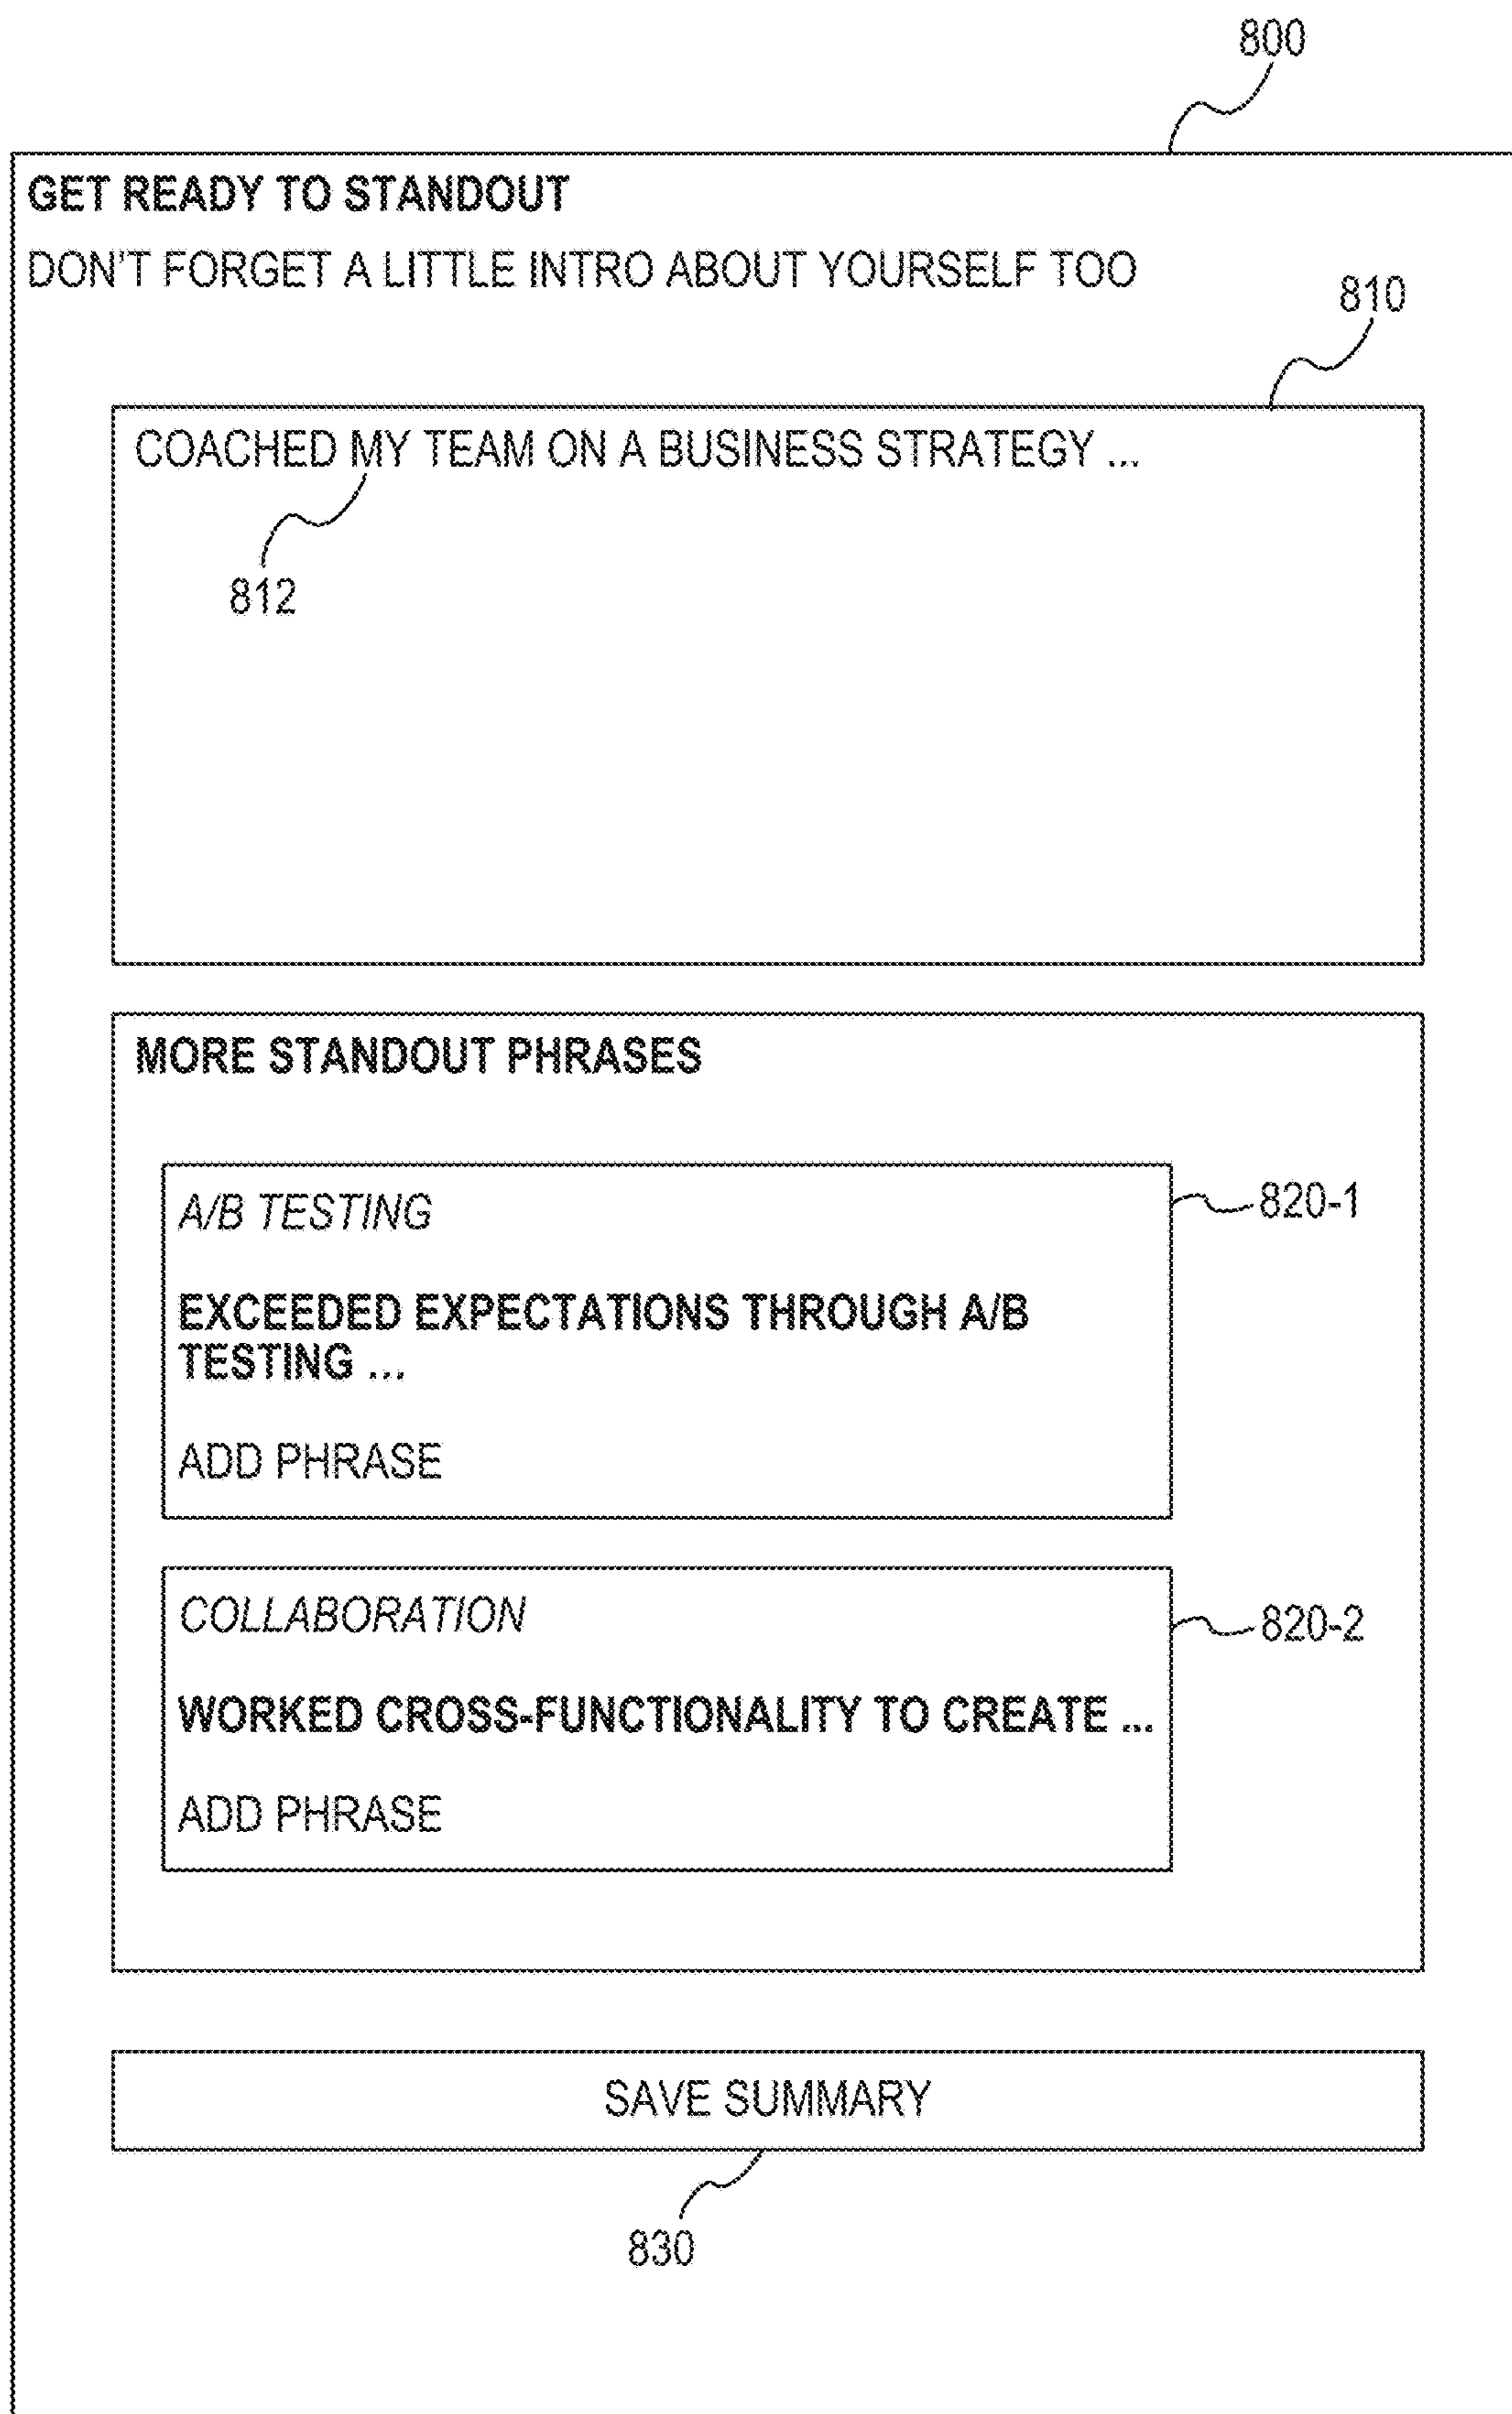 800
GET READY TO STANDOUT
DON'T FORGET A LITTLE INTRO ABOUT YOURSELF TOO
810
COACHED MY TEAM ON A BUSINESS STRATEGY ...
812
MORE STANDOUT PHRASES
A/B TESTING
820-1
EXCEEDED EXPECTATIONS THROUGH A/B
TESTING ...
ADD PHRASE
COLLABORATION
820-2
WORKED CROSS-FUNCTIONALITY TO CREATE ...
ADD PHRASE
SAVE SUMMARY
830